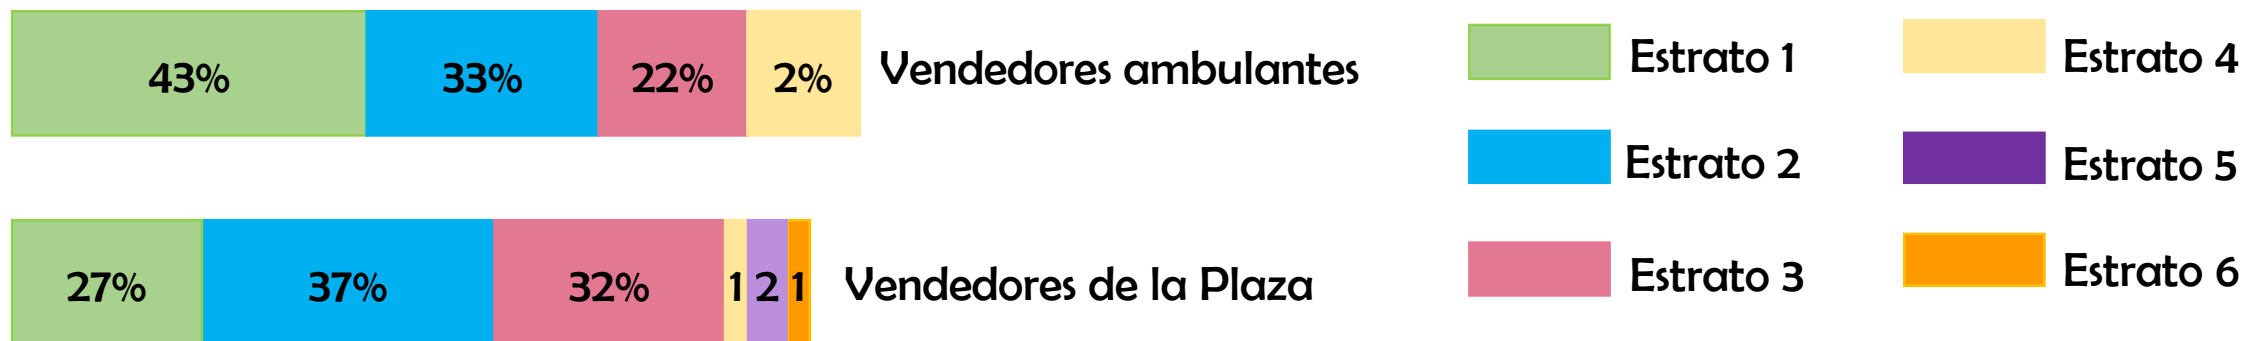 43% 33% 22% 2% Vendedores ambulantes
27% 37% 32% 1 2 1 Vendedores de la Plaza
Estrato 1
Estrato 2
Estrato 3
Estrato 4
Estrato 5
Estrato 6